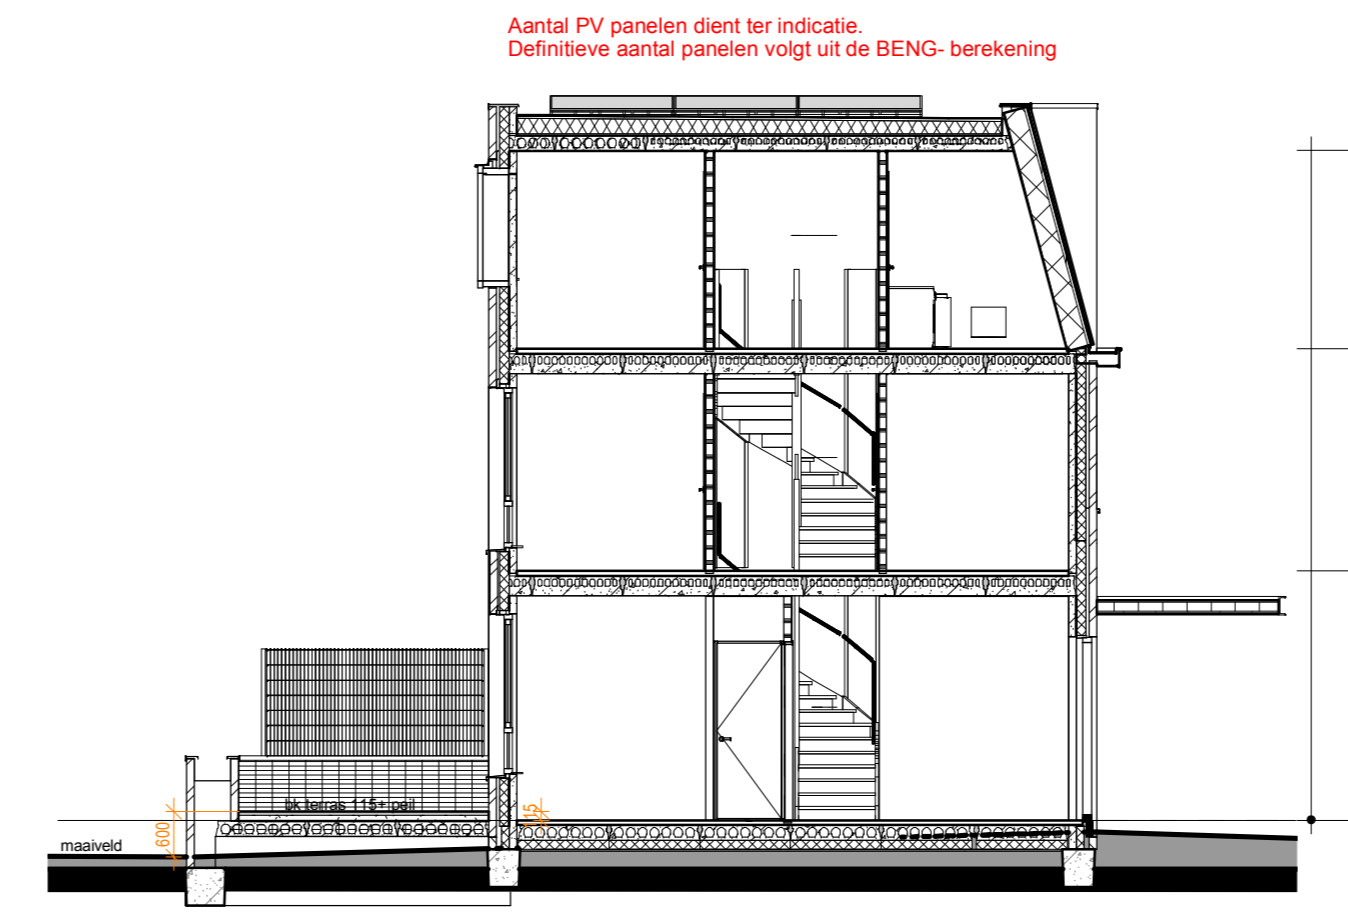 Aantal PV panelen dient ter indicatie.
Definitieve aantal panelen volgt uit de BENG- berekening
bk terras 115+ peil
115
600
maaiveld